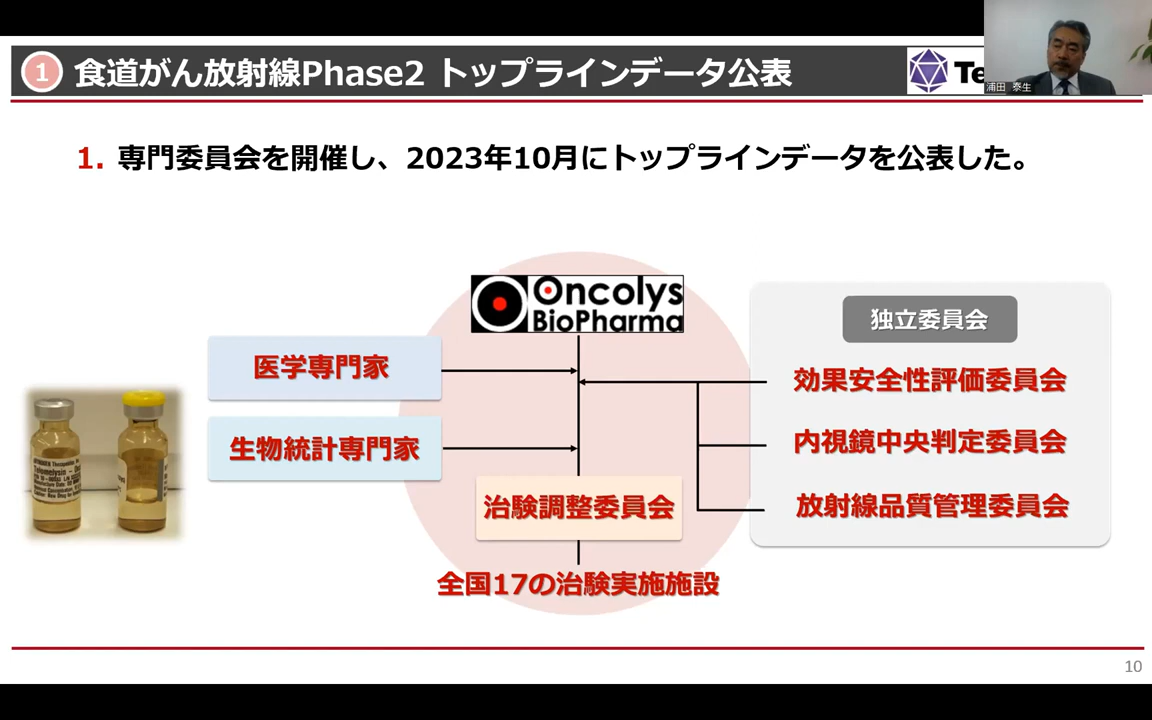 1 食道がん放射線Phase2 トップラインデータ公表
Te
浦田 泰生
1. 専門委員会を開催し、2023年10月にトップラインデータを公表した。
Oncolys
BioPharma
独立委員会
医学専門家
効果安全性評価委員会
生物統計専門家
内視鏡中央判定委員会
治験調整委員会
放射線品質管理委員会
全国17の治験実施施設
Telomelysin
10